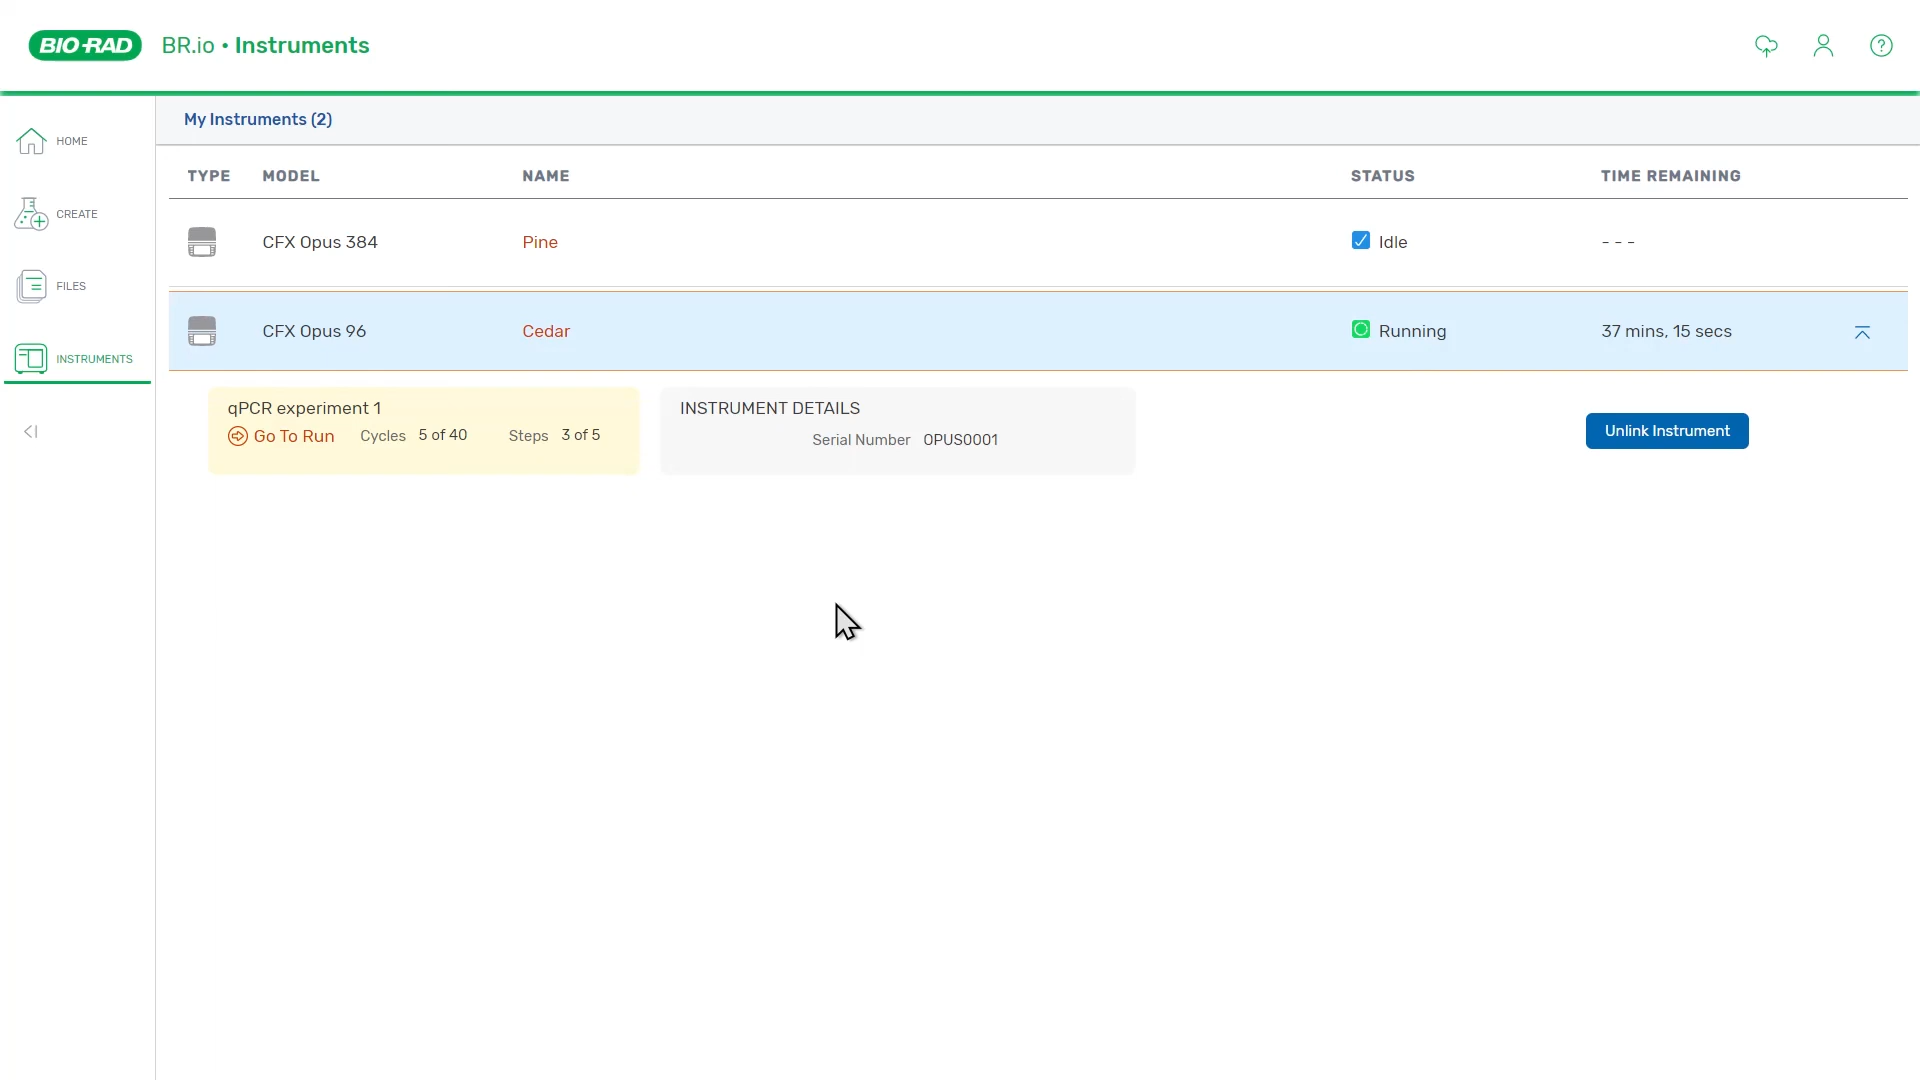 BIO-RAD BR.io • Instruments
HOME
CREATE
FILES
INSTRUMENTS
My Instruments (2)
TYPE MODEL NAME STATUS TIME REMAINING
CFX Opus 384 Pine Idle - - -
CFX Opus 96 Cedar Running 37 mins, 15 secs
qPCR experiment 1
Go To Run Cycles 5 of 40 Steps 3 of 5
INSTRUMENT DETAILS
Serial Number OPUS0001
Unlink Instrument